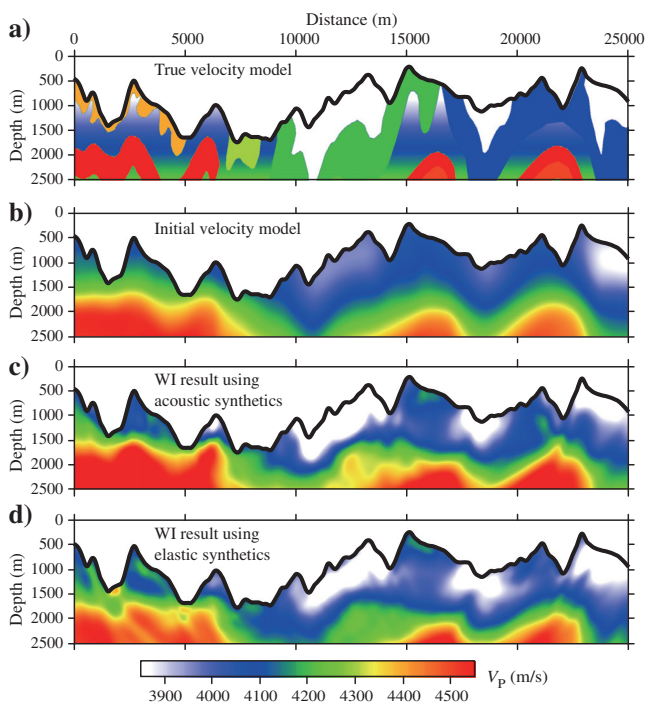 Distance (m)
0 5000 10000 15000 20000 25000
a)
True velocity model
Depth (m)
0
500
1000
1500
2000
2500
b)
Initial velocity model
Depth (m)
0
500
1000
1500
2000
2500
c)
WI result using
acoustic synthetics
Depth (m)
0
500
1000
1500
2000
2500
d)
WI result using
elastic synthetics
Depth (m)
0
500
1000
1500
2000
2500
3900 4000 4100 4200 4300 4400 4500
VP (m/s)